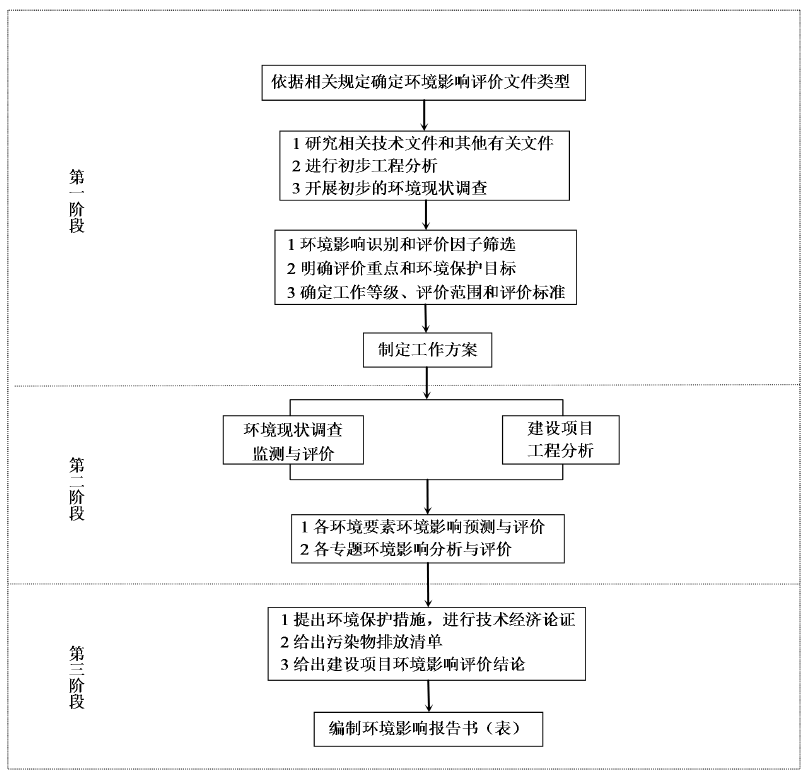 依据相关规定确定环境影响评价文件类型
第一阶段
1 研究相关技术文件和其他有关文件
2 进行初步工程分析
3 开展初步的环境现状调查
1 环境影响识别和评价因子筛选
2 明确评价重点和环境保护目标
3 确定工作等级、评价范围和评价标准
制定工作方案
第二阶段
环境现状调查
监测与评价
建设项目
工程分析
1 各环境要素环境影响预测与评价
2 各专题环境影响分析与评价
第三阶段
1 提出环境保护措施，进行技术经济论证
2 给出污染物排放清单
3 给出建设项目环境影响评价结论
编制环境影响报告书（表）